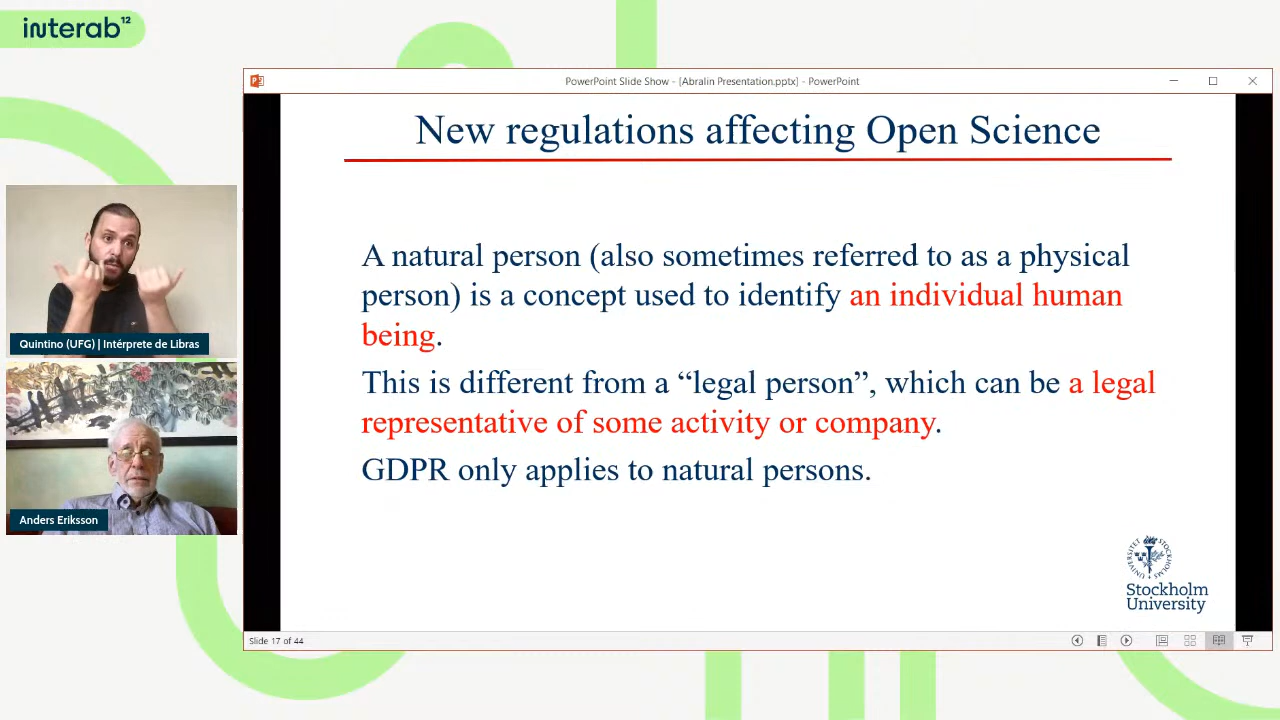 interab¹²
PowerPoint Slide Show - [Abralin Presentation.pptx] - PowerPoint
New regulations affecting Open Science
A natural person (also sometimes referred to as a physical
person) is a concept used to identify an individual human
being.
This is different from a “legal person”, which can be a legal
representative of some activity or company.
GDPR only applies to natural persons.
Quintino (UFG) | Intérprete de Libras
Anders Eriksson
Stockholm
University
Slide 17 of 44